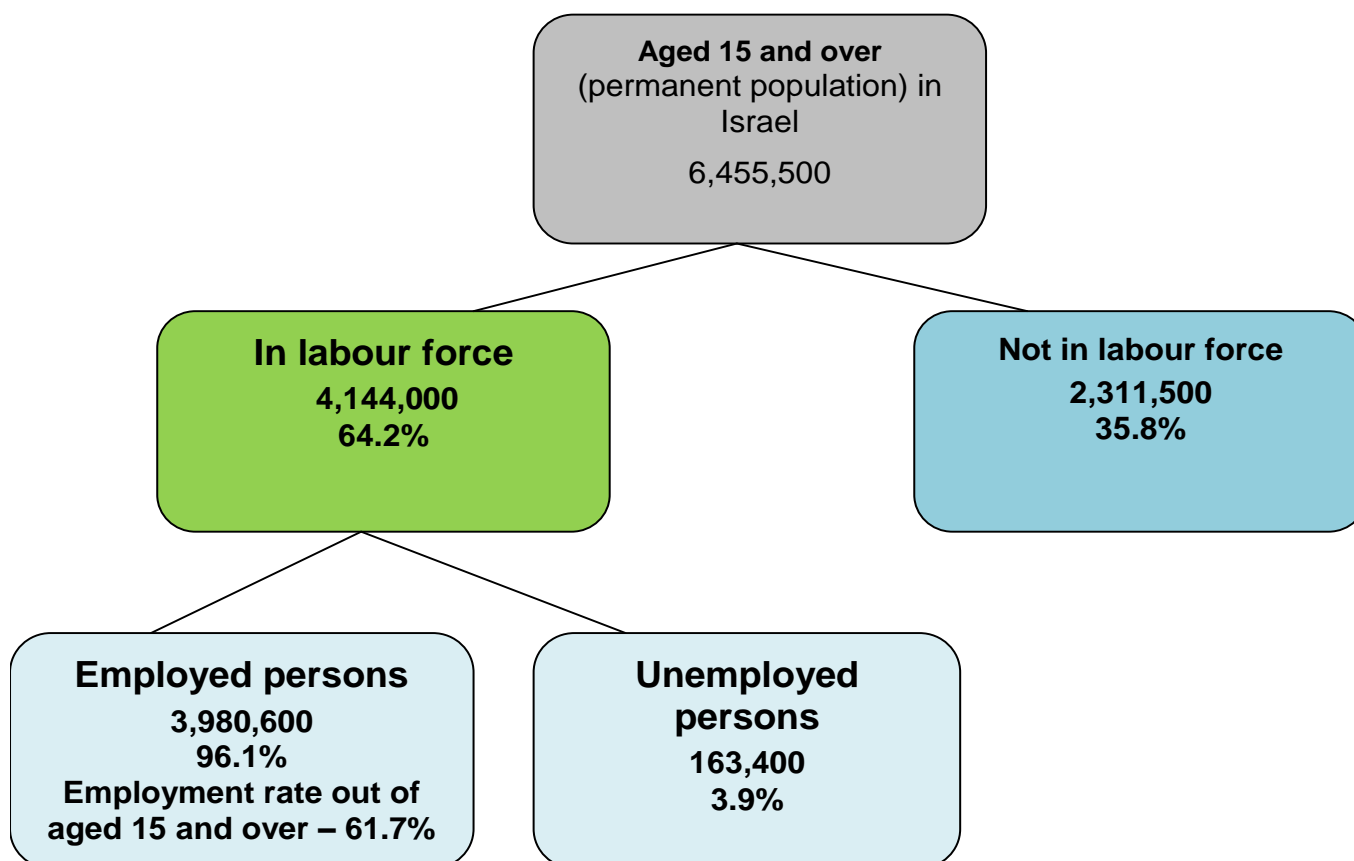 Aged 15 and over
(permanent population) in
Israel
6,455,500
In labour force
4,144,000
64.2%
Not in labour force
2,311,500
35.8%
Employed persons
3,980,600
96.1%
Employment rate out of
aged 15 and over – 61.7%
Unemployed
persons
163,400
3.9%